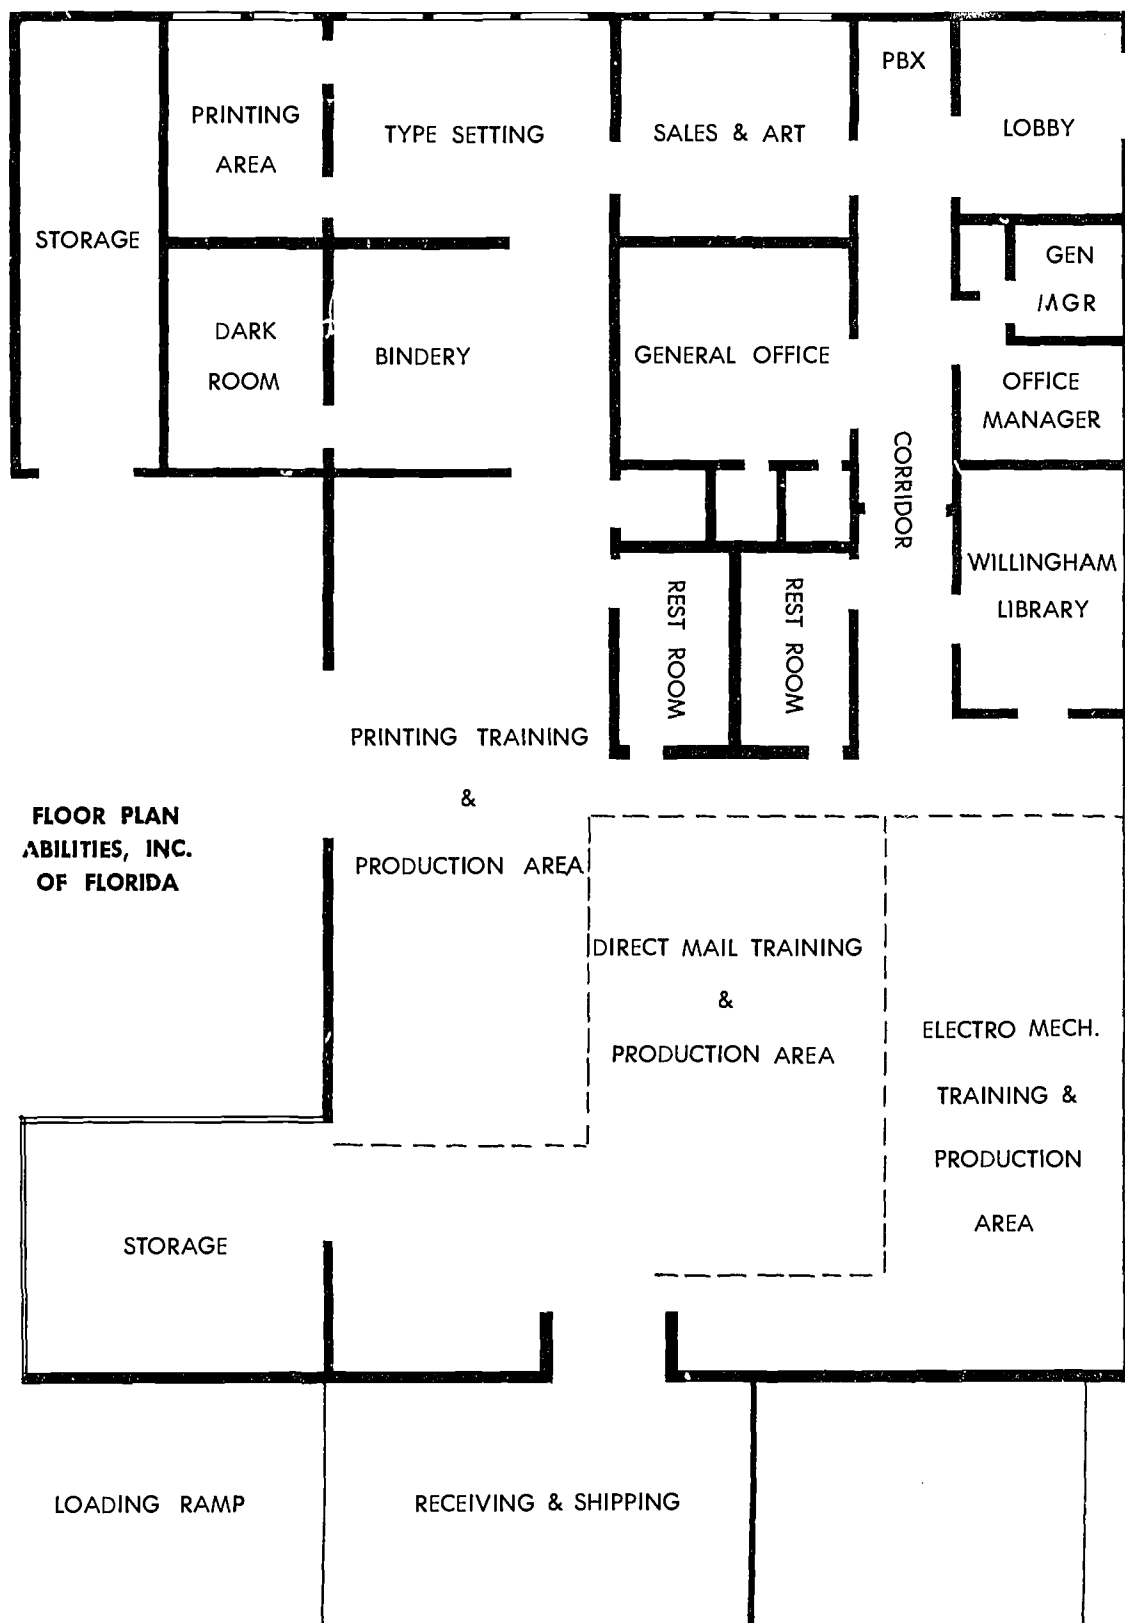 PBX
PRINTING
AREA
TYPE SETTING
SALES & ART
LOBBY
STORAGE
GEN
MGR
DARK
ROOM
BINDERY
GENERAL OFFICE
OFFICE
MANAGER
CORRIDOR
WILLINGHAM
LIBRARY
REST ROOM
REST ROOM
PRINTING TRAINING
&
PRODUCTION AREA
FLOOR PLAN
ABILITIES, INC.
OF FLORIDA
DIRECT MAIL TRAINING
&
PRODUCTION AREA
ELECTRO MECH.
TRAINING &
PRODUCTION
AREA
STORAGE
LOADING RAMP
RECEIVING & SHIPPING